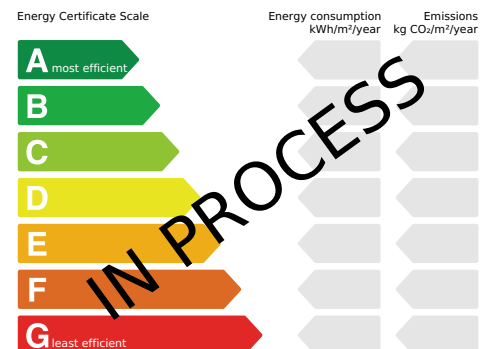 Energy Certificate Scale
Energy consumption
kWh/m²/year
Emissions
kg CO₂/m²/year
A most efficient
B
C
D
E
F
G least efficient
IN PROCESS